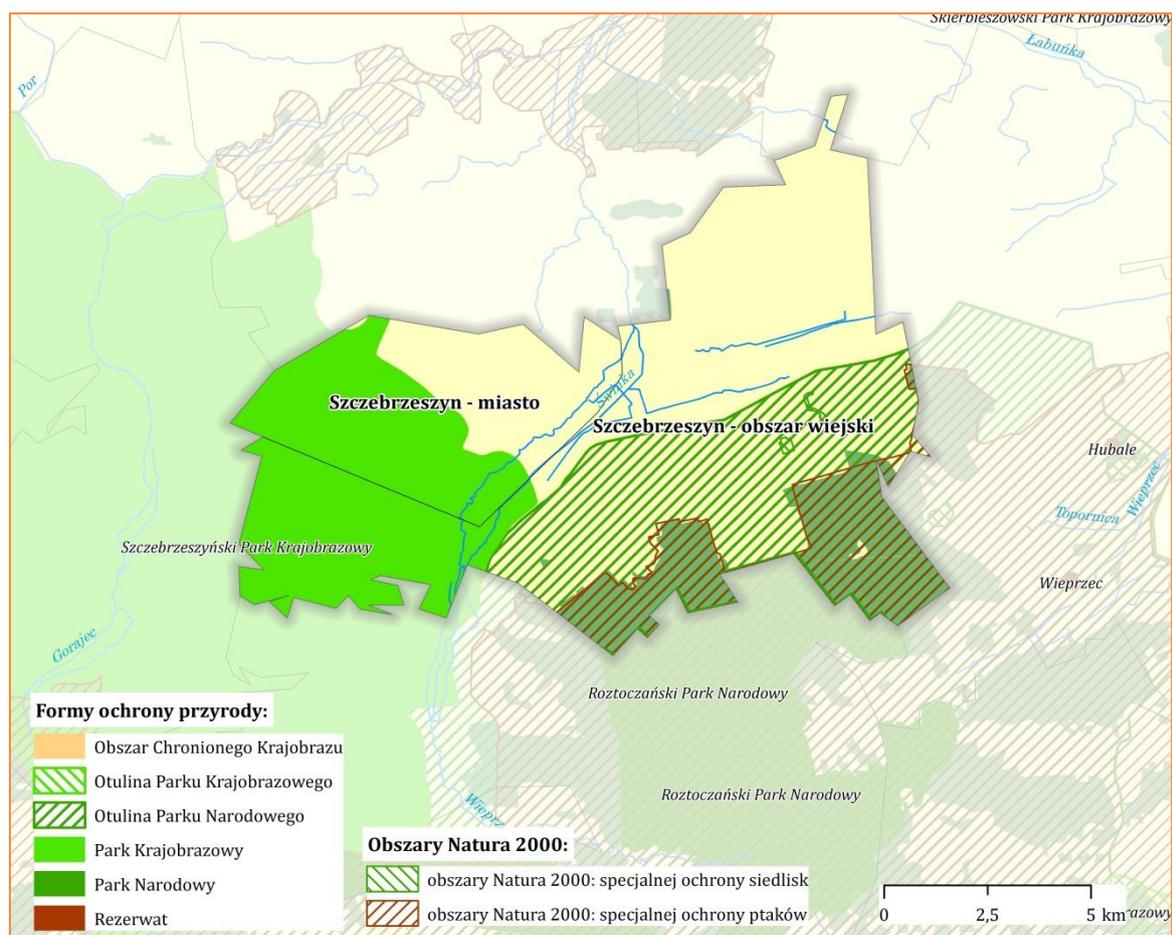 Skierbieszowski Park Krajobrazowy
Łabuńka
Por
Szczebrzeszyn - miasto
Szczebrzeszyn - obszar wiejski
Hubale
Wieprzec
Topornica
Szczebrzeszyński Park Krajobrazowy
Wieprzec
Gorajec
Roztoczański Park Narodowy
Roztoczański Park Narodowy
Formy ochrony przyrody:
Obszar Chronionego Krajobrazu
Otulina Parku Krajobrazowego
Otulina Parku Narodowego
Park Krajobrazowy
Park Narodowy
Rezerwat
Obszary Natura 2000:
obszary Natura 2000: specjalnej ochrony siedlisk
obszary Natura 2000: specjalnej ochrony ptaków
0 2,5 5 km